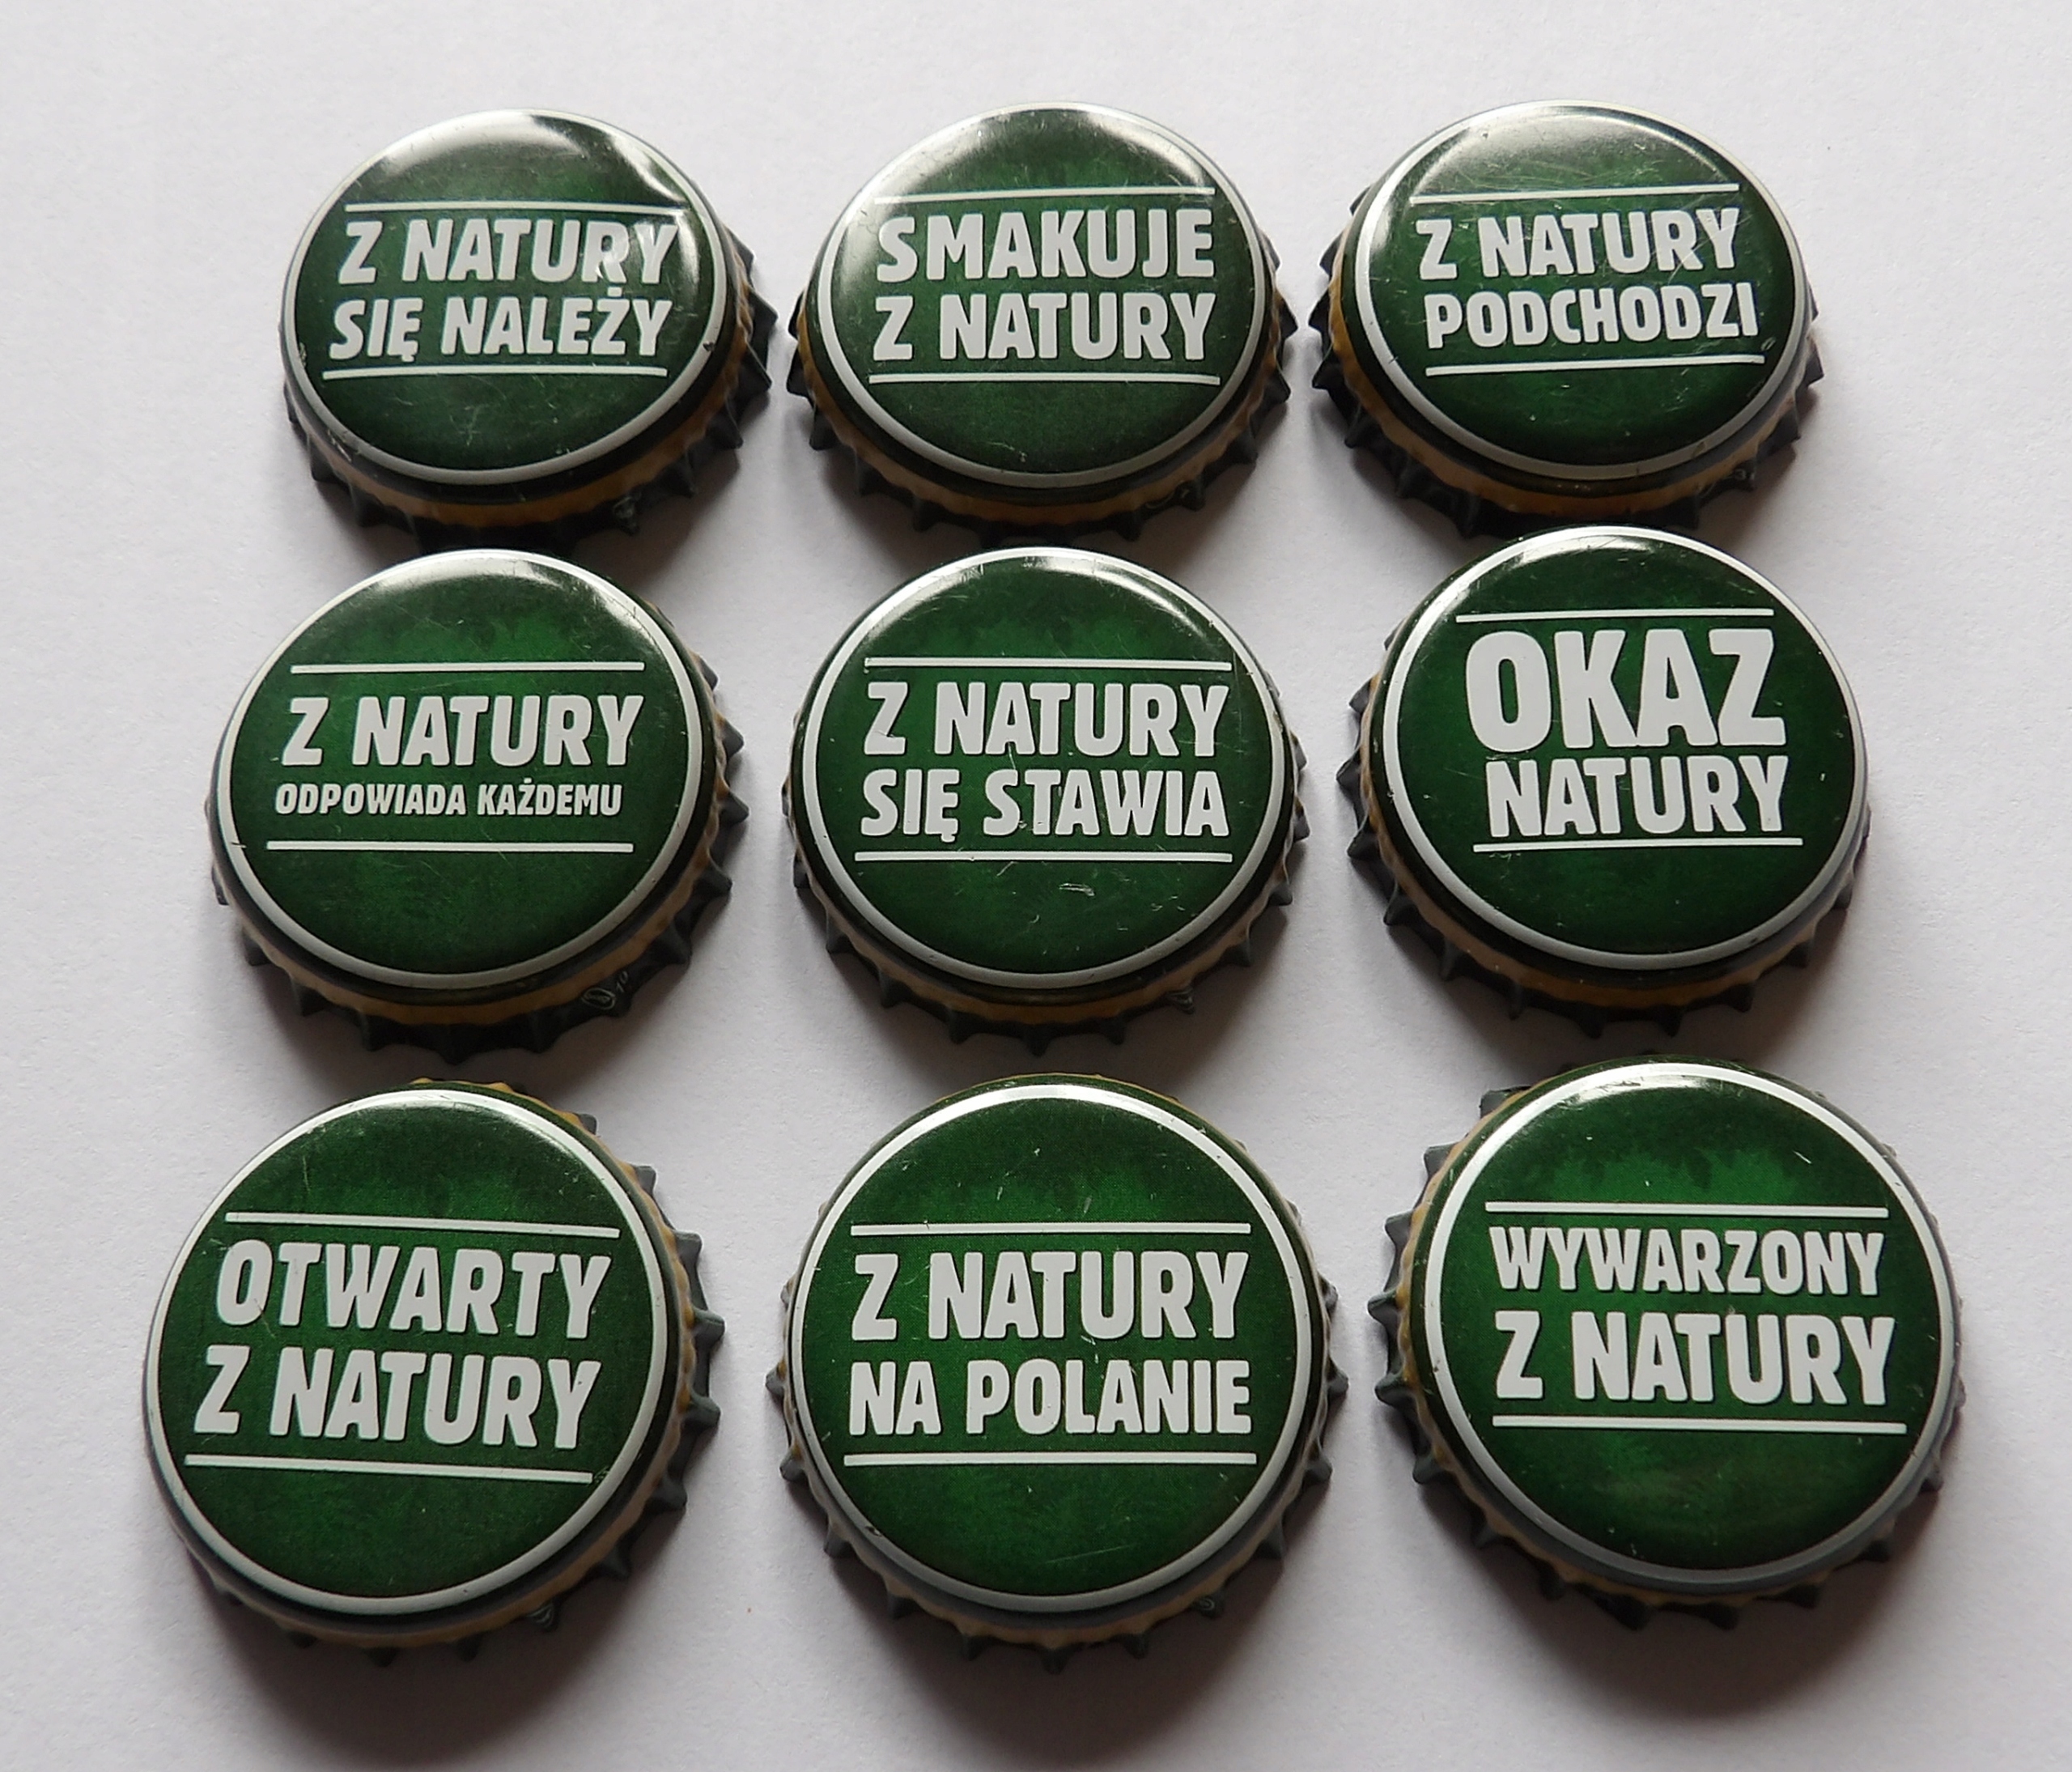 Z NATURY
SIĘ NALEŻY
SMAKUJE
Z NATURY
Z NATURY
PODCHODZI
Z NATURY
ODPOWIADA KAŻDEMU
Z NATURY
SIĘ STAWIA
OKAZ
NATURY
OTWARTY
Z NATURY
Z NATURY
NA POLANIE
WYWARZONY
Z NATURY